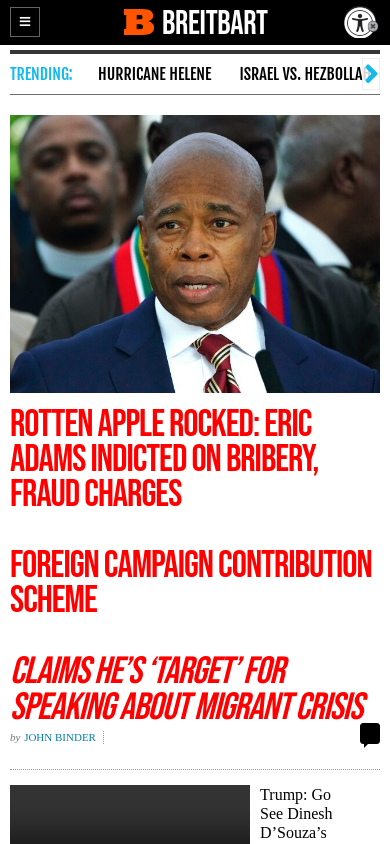 BREITBART
TRENDING:
HURRICANE HELENE
ISRAEL VS. HEZBOLLA
ROTTEN APPLE ROCKED: ERIC
ADAMS INDICTED ON BRIBERY,
FRAUD CHARGES
FOREIGN CAMPAIGN CONTRIBUTION
SCHEME
CLAIMS HE’S ‘TARGET’ FOR
SPEAKING ABOUT MIGRANT CRISIS
by JOHN BINDER
Trump: Go
See Dinesh
D’Souza’s